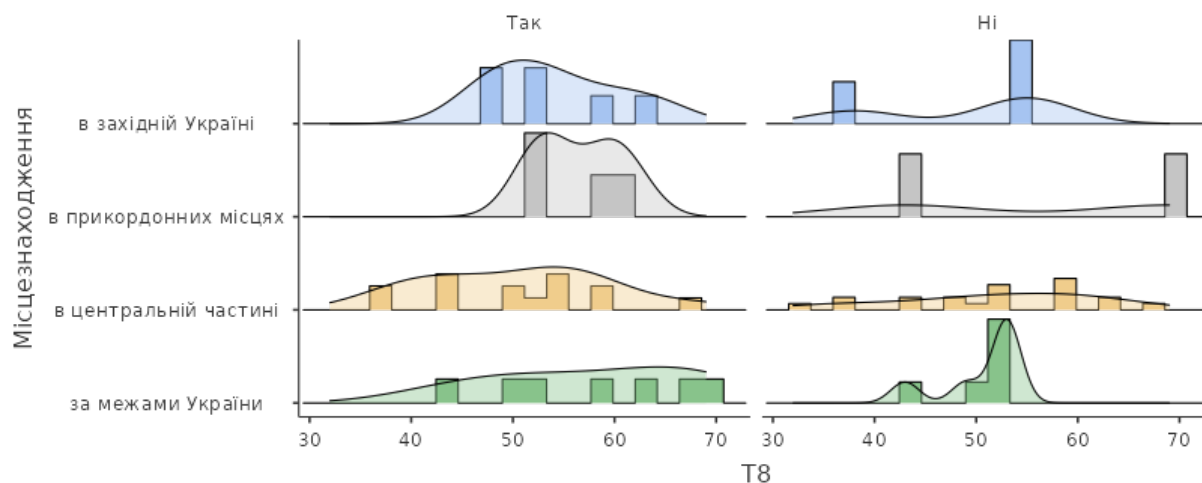 Так
Ні
Місцезнаходження
в західній Україні
в прикордонних місцях
в центральній частині
за межами України
30 40 50 60 70
30 40 50 60 70
T8